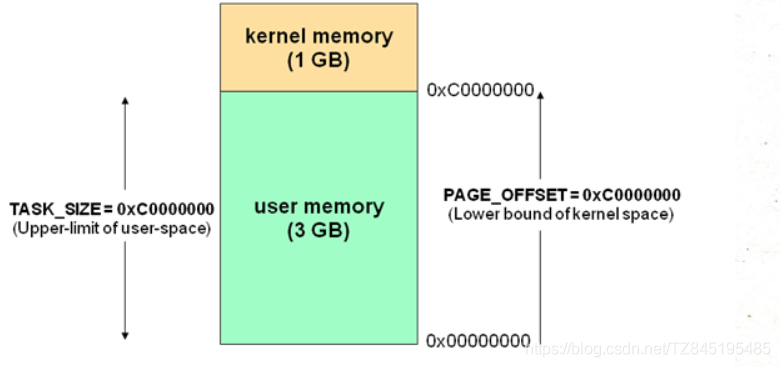 kernel memory
(1 GB)
0xC0000000
TASK_SIZE = 0xC0000000
(Upper-limit of user-space)
user memory
(3 GB)
PAGE_OFFSET = 0xC0000000
(Lower bound of kernel space)
0x00000000
https://blog.csdn.net/TZ845195485